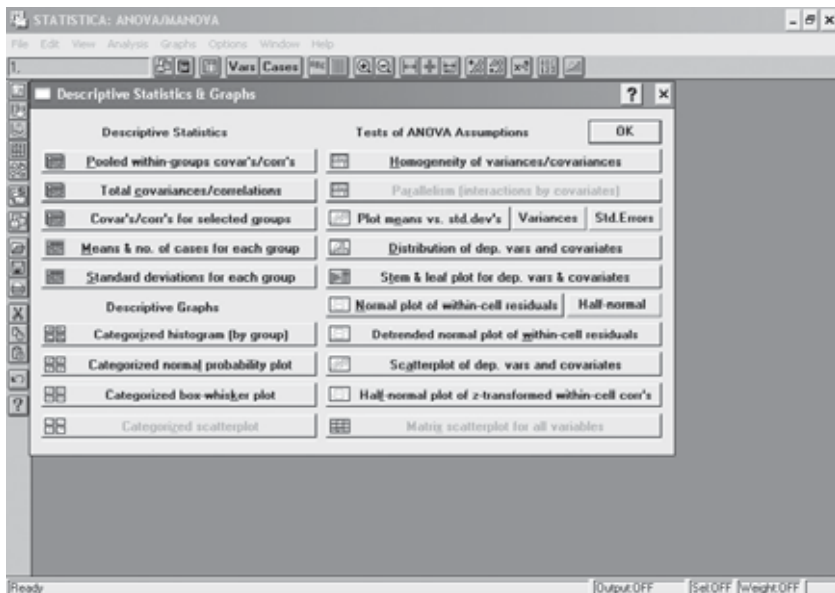 STATISTICA: ANOVA/MANOVA
File Edit View Analysis Graphs Options Window Help
1. Vars Cases
Descriptive Statistics & Graphs
Descriptive Statistics
Pooled within-groups covar's/corr's
Total covariances/correlations
Covar's/corr's for selected groups
Means & no. of cases for each group
Standard deviations for each group
Descriptive Graphs
Categorized histogram (by group)
Categorized normal probability plot
Categorized box-whisker plot
Categorized scatterplot
Tests of ANOVA Assumptions OK
Homogeneity of variances/covariances
Parallelism (interactions by covariates)
Plot means vs. std.dev's Variances Std.Errors
Distribution of dep. vars and covariates
Stem & leaf plot for dep. vars & covariates
Normal plot of within-cell residuals Half-normal
Detrended normal plot of within-cell residuals
Scatterplot of dep. vars and covariates
Half-normal plot of z-transformed within-cell corr's
Matrix scatterplot for all variables
Ready Output:OFF Sel:OFF Weight:OFF